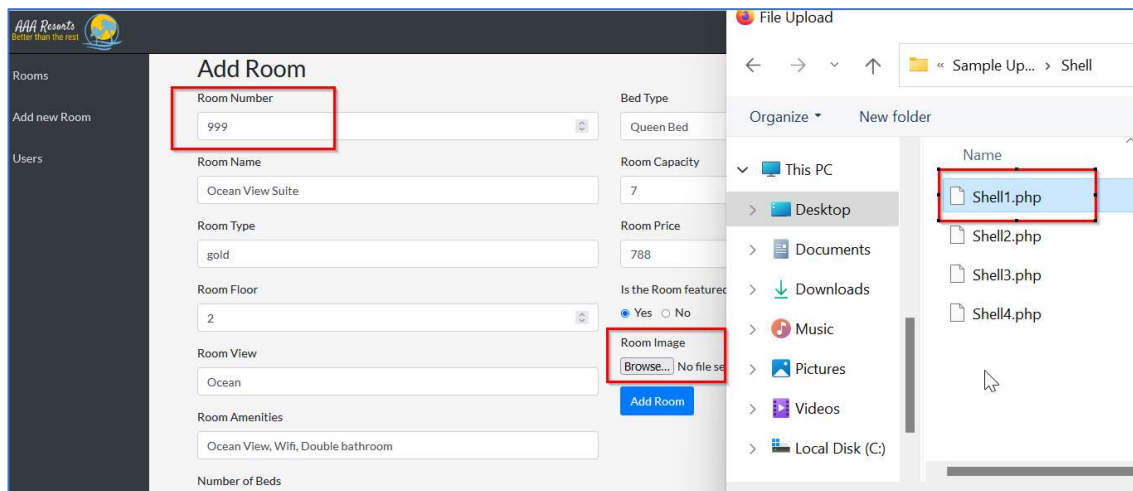 AAA Resorts
Better than the rest
Rooms
Add new Room
Users
Add Room
Room Number
999
Room Name
Ocean View Suite
Room Type
gold
Room Floor
2
Room View
Ocean
Room Amenities
Ocean View, Wifi, Double bathroom
Number of Beds
Bed Type
Queen Bed
Room Capacity
7
Room Price
788
Is the Room featured
Yes No
Room Image
Browse... No file se
Add Room
File Upload
« Sample Up... > Shell
Organize New folder
This PC
Desktop
Documents
Downloads
Music
Pictures
Videos
Local Disk (C:)
Name
Shell1.php
Shell2.php
Shell3.php
Shell4.php